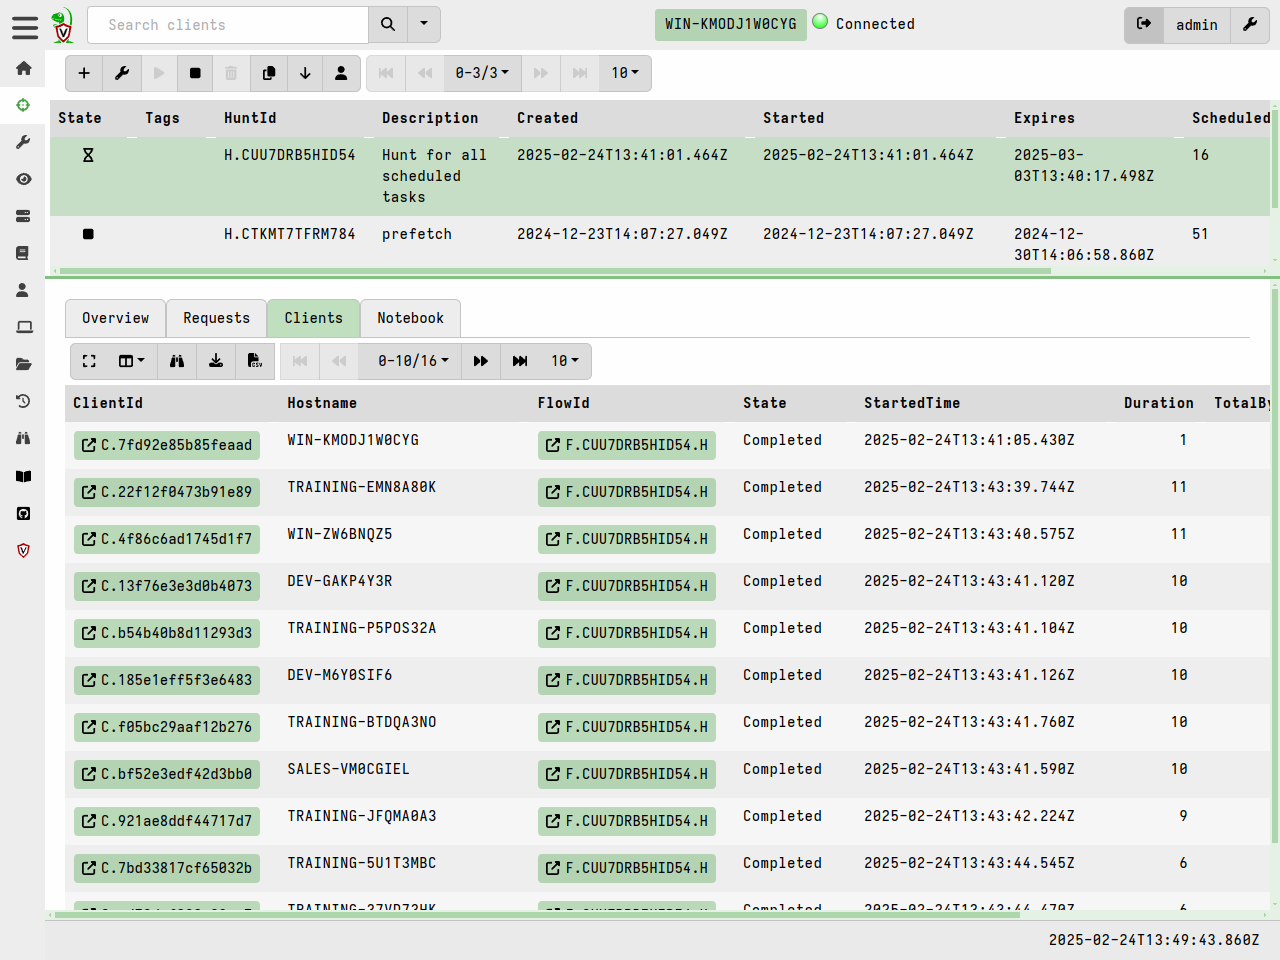 Search clients
WIN-KMODJ1W0CYG Connected
admin
0-3/3
10
State Tags HuntId Description Created Started Expires Scheduled
H.CUU7DRB5HID54 Hunt for all scheduled tasks 2025-02-24T13:41:01.464Z 2025-02-24T13:41:01.464Z 2025-03-03T13:40:17.498Z 16
H.CTKMT7TFRM784 prefetch 2024-12-23T14:07:27.049Z 2024-12-23T14:07:27.049Z 2024-12-30T14:06:58.860Z 51
Overview Requests Clients Notebook
CSV 0-10/16 10
ClientId Hostname FlowId State StartedTime Duration TotalBy
C.7fd92e85b85feaad WIN-KMODJ1W0CYG F.CUU7DRB5HID54.H Completed 2025-02-24T13:41:05.430Z 1
C.22f12f0473b91e89 TRAINING-EMN8A80K F.CUU7DRB5HID54.H Completed 2025-02-24T13:43:39.744Z 11
C.4f86c6ad1745d1f7 WIN-ZW6BNQZ5 F.CUU7DRB5HID54.H Completed 2025-02-24T13:43:40.575Z 11
C.13f76e3e3d0b4073 DEV-GAKP4Y3R F.CUU7DRB5HID54.H Completed 2025-02-24T13:43:41.120Z 10
C.b54b40b8d11293d3 TRAINING-P5POS32A F.CUU7DRB5HID54.H Completed 2025-02-24T13:43:41.104Z 10
C.185e1eff5f3e6483 DEV-M6Y0SIF6 F.CUU7DRB5HID54.H Completed 2025-02-24T13:43:41.126Z 10
C.f05bc29aaf12b276 TRAINING-BTDQA3NO F.CUU7DRB5HID54.H Completed 2025-02-24T13:43:41.760Z 10
C.bf52e3edf42d3bb0 SALES-VM0CGIEL F.CUU7DRB5HID54.H Completed 2025-02-24T13:43:41.590Z 10
C.921ae8ddf44717d7 TRAINING-JFQMA0A3 F.CUU7DRB5HID54.H Completed 2025-02-24T13:43:42.224Z 9
C.7bd33817cf65032b TRAINING-5U1T3MBC F.CUU7DRB5HID54.H Completed 2025-02-24T13:43:44.545Z 6
Completed 2025-02-24T13:43:44.470Z 6
2025-02-24T13:49:43.860Z